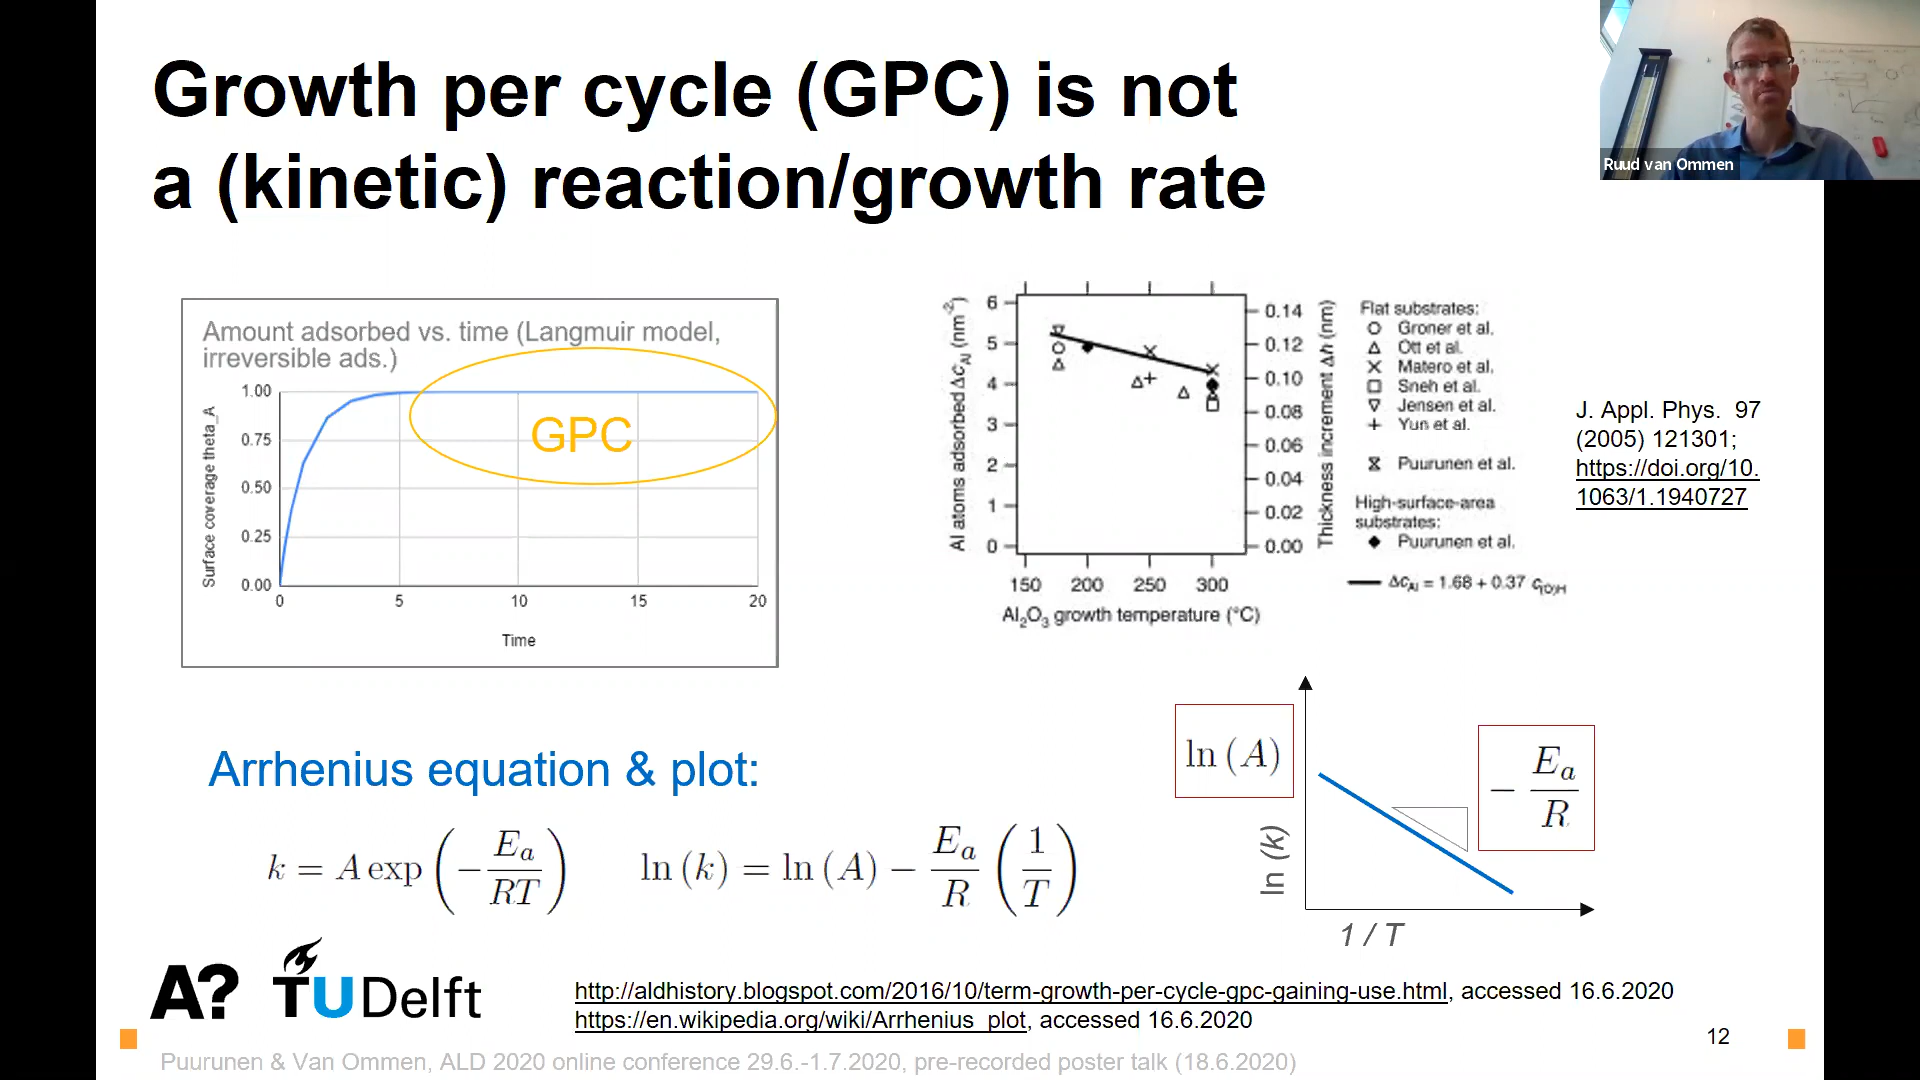 Growth per cycle (GPC) is not
a (kinetic) reaction/growth rate
Ruud van Ommen
Amount adsorbed vs. time (Langmuir model,
irreversible ads.)
Surface coverage theta_A
1.00
0.75
0.50
0.25
0.00
GPC
0 5 10 15 20
Time
Al atoms adsorbed Δc_Al (nm⁻²)
6
5
4
3
2
1
0
0.14
0.12
0.10
0.08
0.06
0.04
0.02
0.00
Thickness increment Δh (nm)
150 200 250 300
Al₂O₃ growth temperature (°C)
Flat substrates:
Groner et al.
Ott et al.
Matero et al.
Sneh et al.
Jensen et al.
Yun et al.
Puurunen et al.
High-surface-area
substrates:
Puurunen et al.
Δc_Al = 1.68 + 0.37 c_(O)H
J. Appl. Phys. 97
(2005) 121301;
https://doi.org/10.
1063/1.1940727
Arrhenius equation & plot:
k = A exp(−E_a/RT)
ln (k) = ln (A) − E_a/R (1/T)
ln (A)
− E_a/R
ln (k)
1 / T
A?
TUDelft
http://aldhistory.blogspot.com/2016/10/term-growth-per-cycle-gpc-gaining-use.html, accessed 16.6.2020
https://en.wikipedia.org/wiki/Arrhenius_plot, accessed 16.6.2020
12
Puurunen & Van Ommen, ALD 2020 online conference 29.6.-1.7.2020, pre-recorded poster talk (18.6.2020)